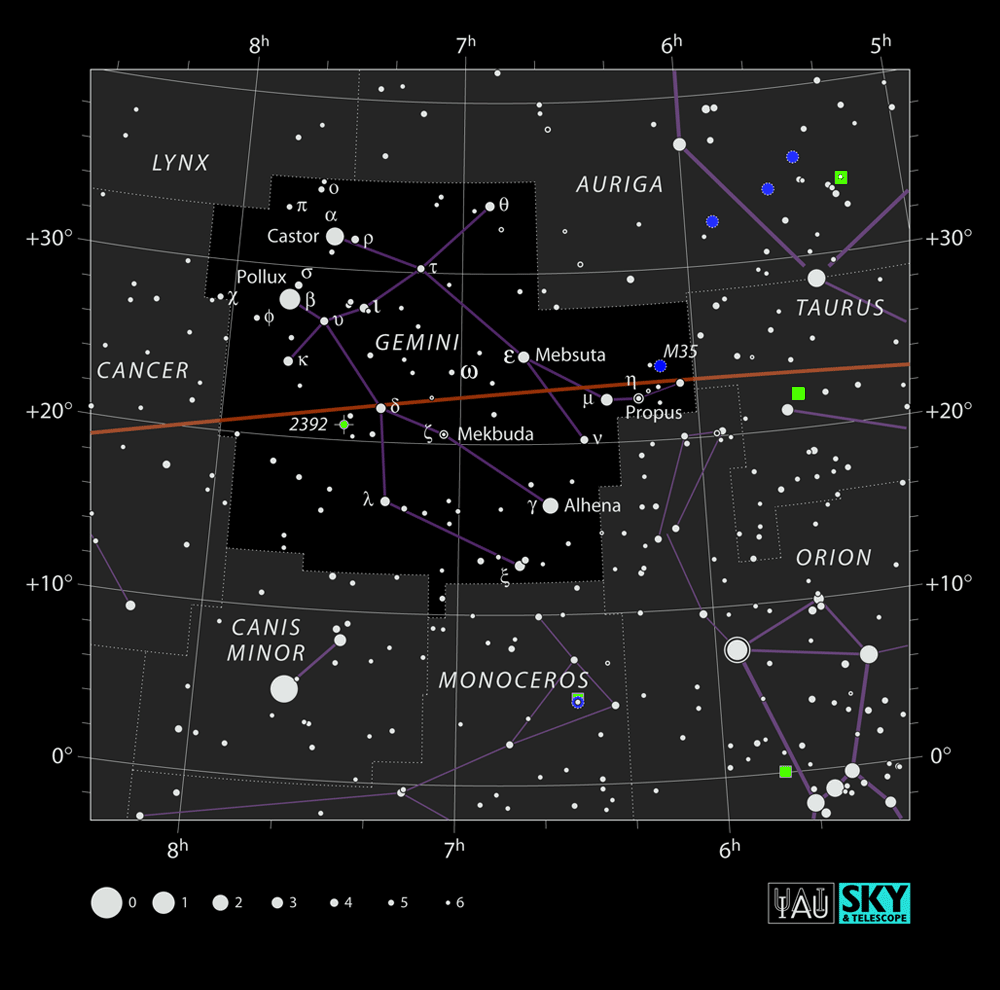 8ʰ 7ʰ 6ʰ 5ʰ
LYNX
AURIGA
ο
π
θ
α
Castor
ρ
+30°
+30°
τ
σ
Pollux
β
χ
ι
TAURUS
φ
υ
GEMINI
M35
κ
ε Mebsuta
CANCER
ω
η
μ
Propus
+20°
δ
+20°
2392
ζ Mekbuda
ν
λ
γ Alhena
ORION
ξ
+10°
+10°
CANIS
MINOR
MONOCEROS
0°
0°
8ʰ 7ʰ 6ʰ
0 1 2 3 4 5 6
IAU
SKY
& TELESCOPE